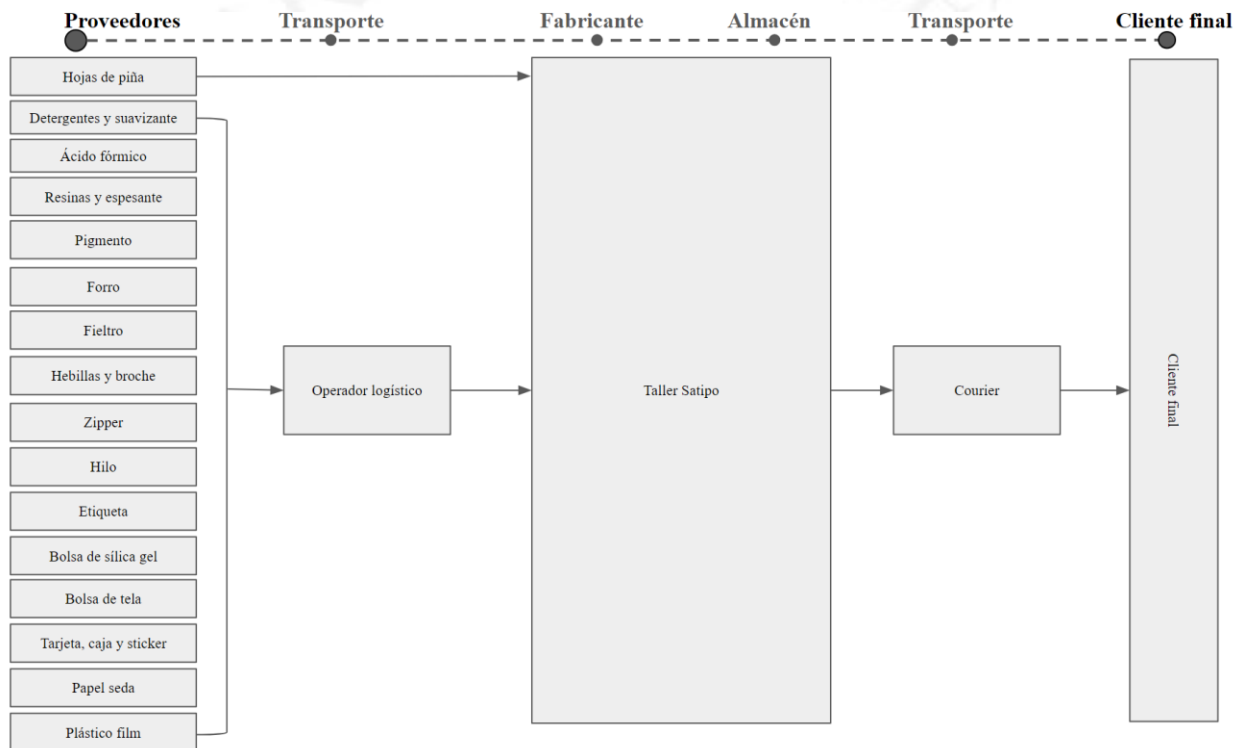 Proveedores
Transporte
Fabricante
Almacén
Transporte
Cliente final
Hojas de piña
Detergentes y suavizante
Ácido fórmico
Resinas y espesante
Pigmento
Forro
Fieltro
Hebillas y broche
Zipper
Hilo
Etiqueta
Bolsa de sílica gel
Bolsa de tela
Tarjeta, caja y sticker
Papel seda
Plástico film
Operador logístico
Taller Satipo
Courier
Cliente final